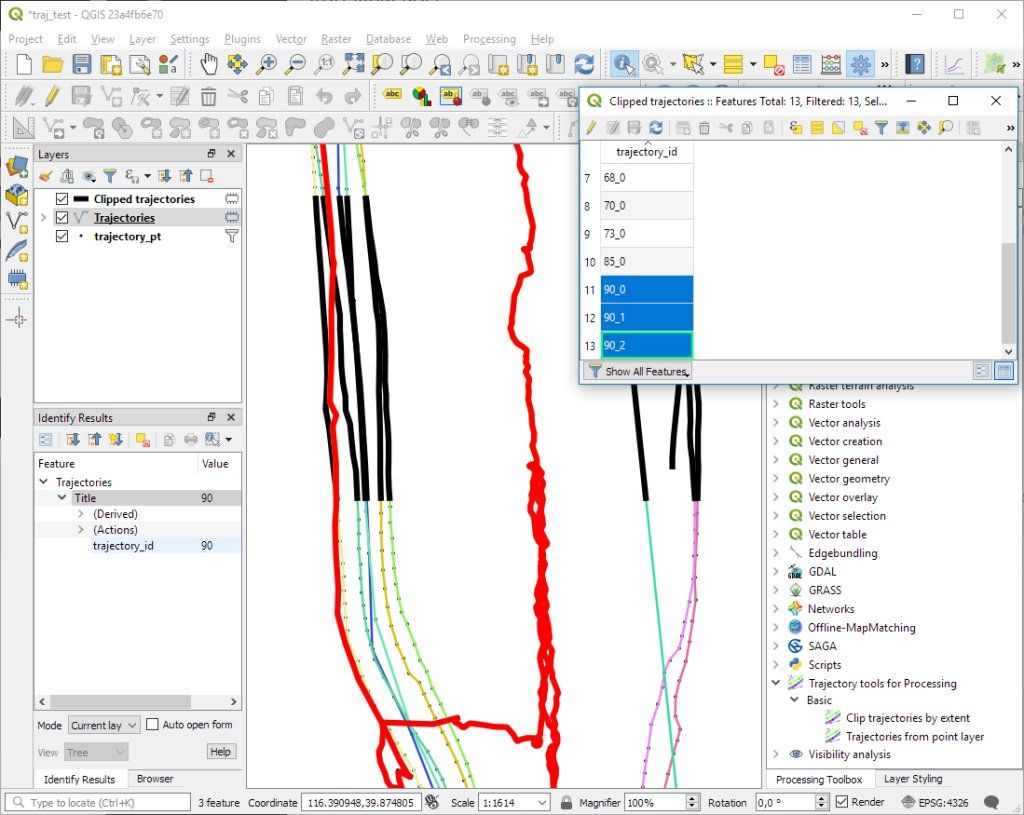 *traj_test - QGIS 23a4fb6e70
Project Edit View Layer Settings Plugins Vector Raster Database Web Processing Help
Clipped trajectories :: Features Total: 13, Filtered: 13, Sel...
trajectory_id
7 68_0
8 70_0
9 73_0
10 85_0
11 90_0
12 90_1
13 90_2
Show All Features
Layers
Clipped trajectories
Trajectories
trajectory_pt
Identify Results
Feature Value
Trajectories
Title 90
(Derived)
(Actions)
trajectory_id 90
Mode Current lay Auto open form
View Tree Help
Identify Results Browser
Raster terrain analysis
Raster tools
Vector analysis
Vector creation
Vector general
Vector geometry
Vector overlay
Vector selection
Vector table
Edgebundling
GDAL
GRASS
Networks
Offline-MapMatching
SAGA
Scripts
Trajectory tools for Processing
Basic
Clip trajectories by extent
Trajectories from point layer
Visibility analysis
Processing Toolbox Layer Styling
Type to locate (Ctrl+K) 3 feature Coordinate 116.390948,39.874805 Scale 1:1614 Magnifier 100% Rotation 0,0 ° Render EPSG:4326